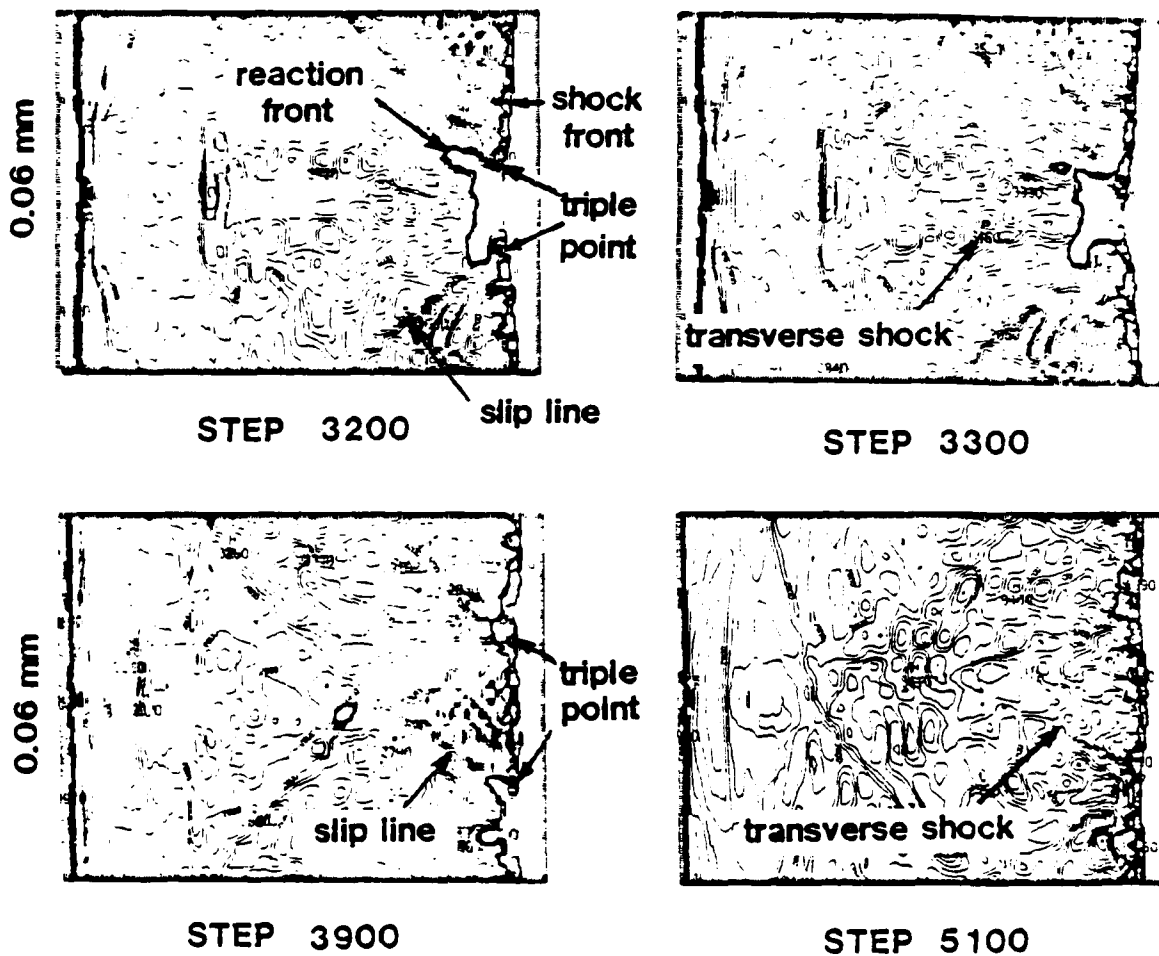 0.06 mm
reaction
front
shock
front
triple
point
slip line
STEP 3200
transverse shock
STEP 3300
0.06 mm
triple
point
slip line
STEP 3900
transverse shock
STEP 5100